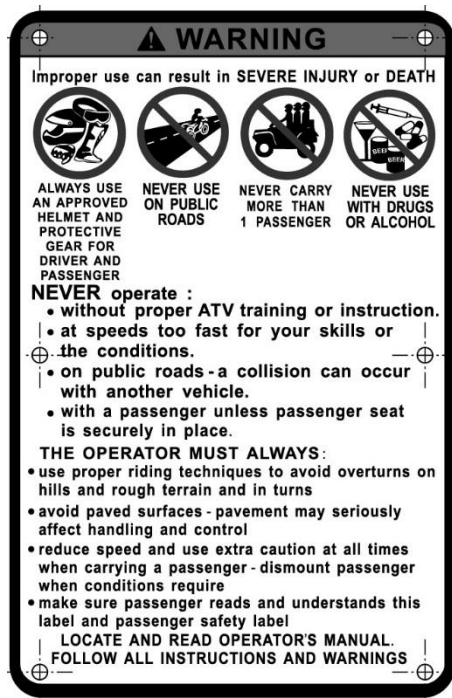 WARNING
Improper use can result in SEVERE INJURY or DEATH
ALWAYS USE
AN APPROVED
HELMET AND
PROTECTIVE
GEAR FOR
DRIVER AND
PASSENGER
NEVER USE
ON PUBLIC
ROADS
NEVER CARRY
MORE THAN
1 PASSENGER
BEER
BEER
NEVER USE
WITH DRUGS
OR ALCOHOL
NEVER operate :
• without proper ATV training or instruction.
• at speeds too fast for your skills or
the conditions.
• on public roads - a collision can occur
with another vehicle.
• with a passenger unless passenger seat
is securely in place.
THE OPERATOR MUST ALWAYS:
• use proper riding techniques to avoid overturns on
hills and rough terrain and in turns
• avoid paved surfaces - pavement may seriously
affect handling and control
• reduce speed and use extra caution at all times
when carrying a passenger - dismount passenger
when conditions require
• make sure passenger reads and understands this
label and passenger safety label
LOCATE AND READ OPERATOR'S MANUAL.
FOLLOW ALL INSTRUCTIONS AND WARNINGS